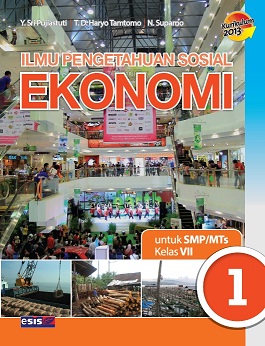 Y. Sri Pujiastuti T. D. Haryo Tamtomo N. Suparno
Kurikulum
2013
ILMU PENGETAHUAN SOSIAL
EKONOMI
untuk SMP/MTs
Kelas VII
1
esis